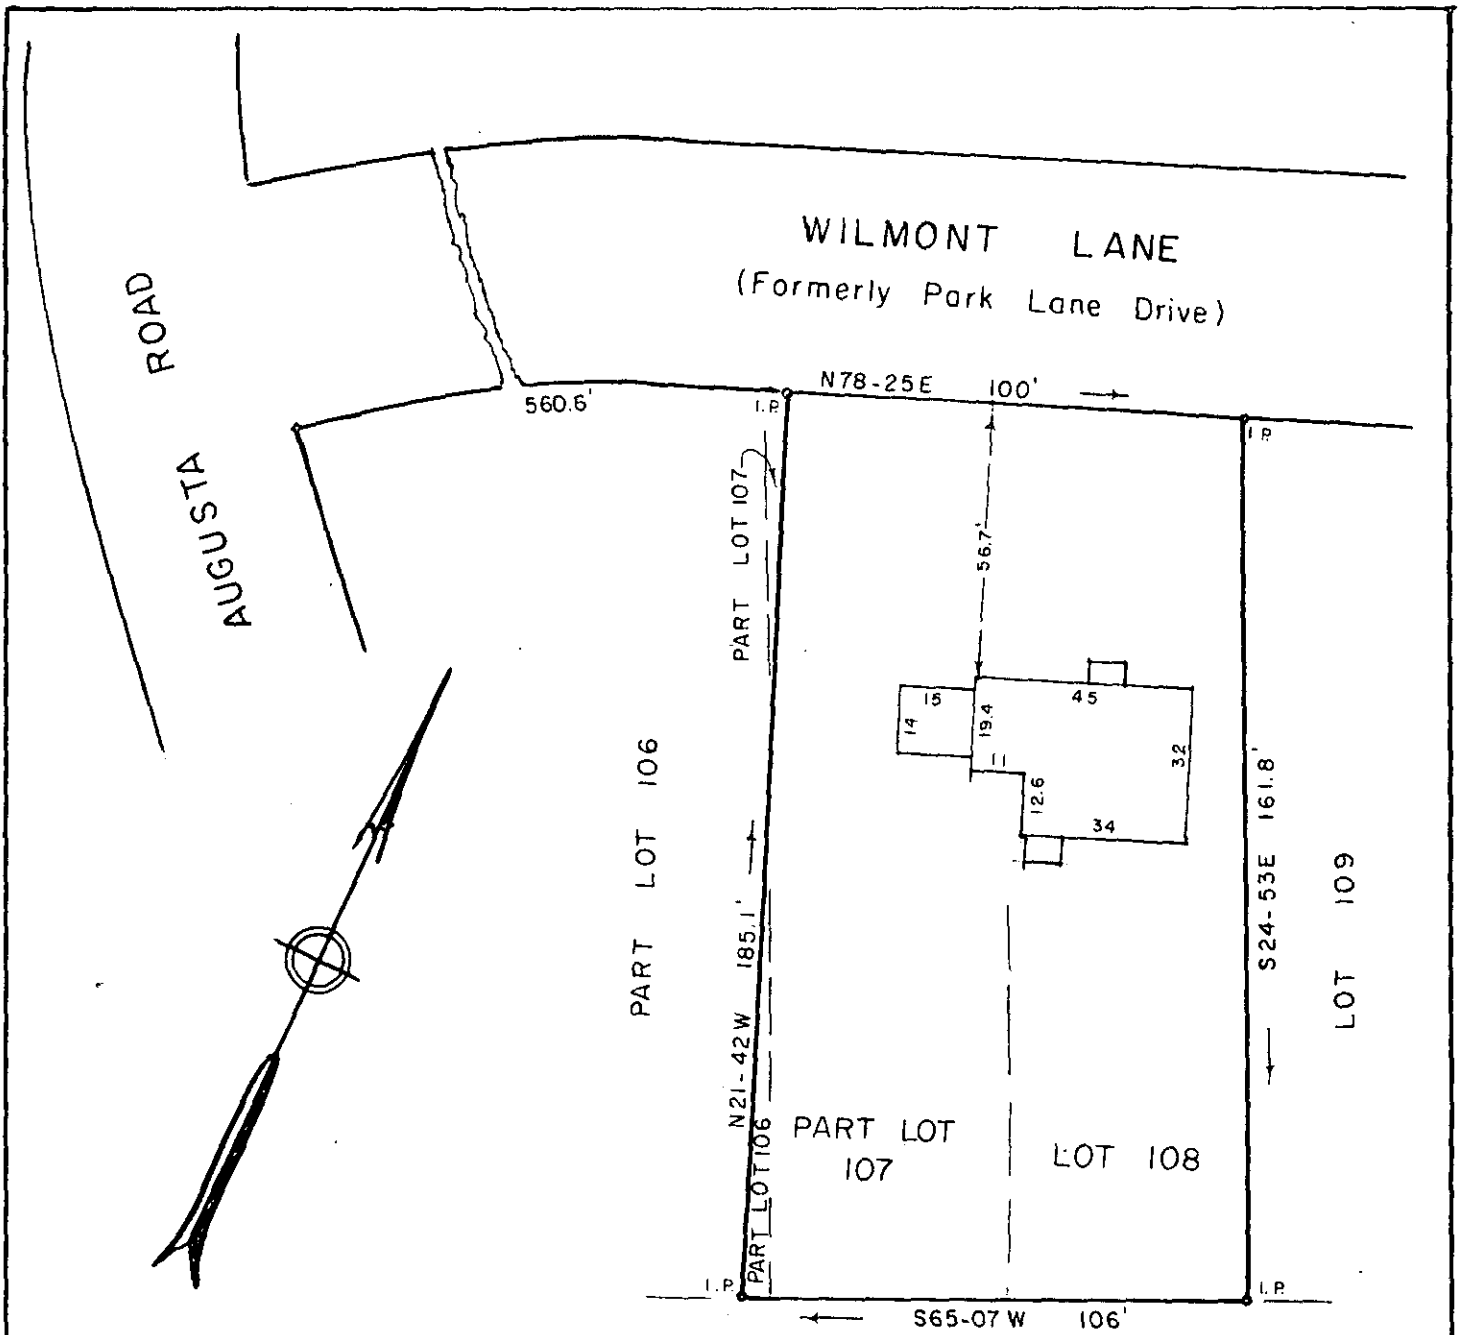 WILMONT LANE
(Formerly Park Lane Drive)
AUGUSTA ROAD
N78-25E 100'
560.6'
I.P.
I.P.
PART LOT 107
56.7'
15
45
14
19.4
11
32
12.6
34
PART LOT 106
N21-42W 185.1'
S24-53E 161.8'
LOT 109
PART LOT 106
PART LOT
107
LOT 108
I.P.
I.P.
S65-07W 106'